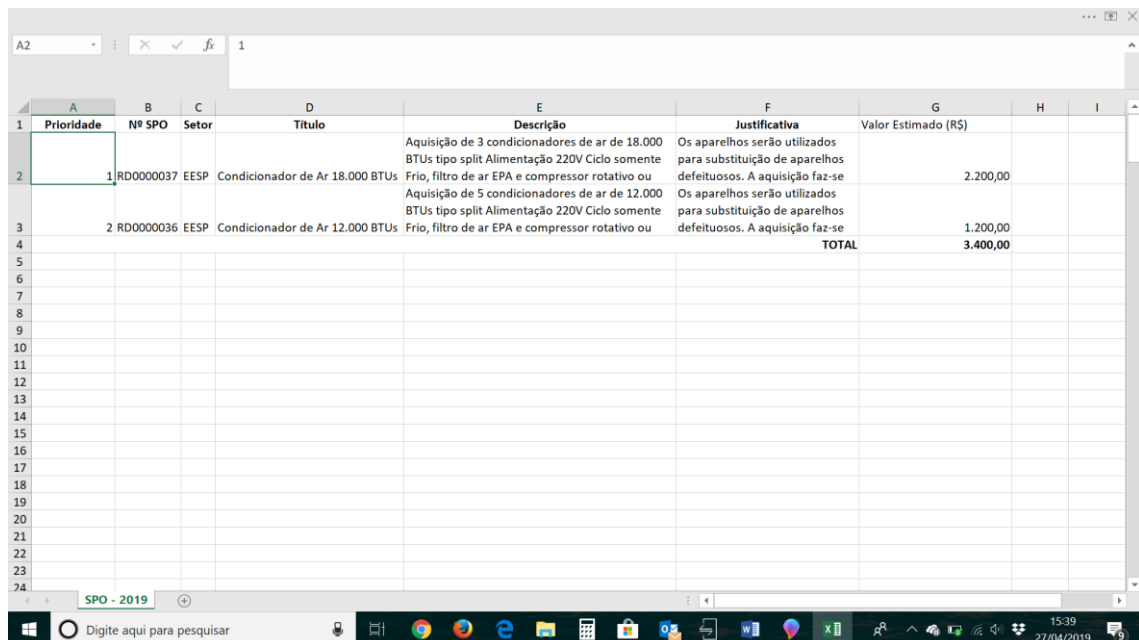 A2 fx 1
A B C D E F G H I
1 Prioridade Nº SPO Setor Título Descrição Justificativa Valor Estimado (R$)
Aquisição de 3 condicionadores de ar de 18.000 Os aparelhos serão utilizados
BTUs tipo split Alimentação 220V Ciclo somente para substituição de aparelhos
2 1 RD0000037 EESP Condicionador de Ar 18.000 BTUs Frio, filtro de ar EPA e compressor rotativo ou defeituosos. A aquisição faz-se 2.200,00
Aquisição de 5 condicionadores de ar de 12.000 Os aparelhos serão utilizados
BTUs tipo split Alimentação 220V Ciclo somente para substituição de aparelhos
3 2 RD0000036 EESP Condicionador de Ar 12.000 BTUs Frio, filtro de ar EPA e compressor rotativo ou defeituosos. A aquisição faz-se 1.200,00
4 TOTAL 3.400,00
5
6
7
8
9
10
11
12
13
14
15
16
17
18
19
20
21
22
23
24
SPO - 2019
Digite aqui para pesquisar 15:39
27/04/2019